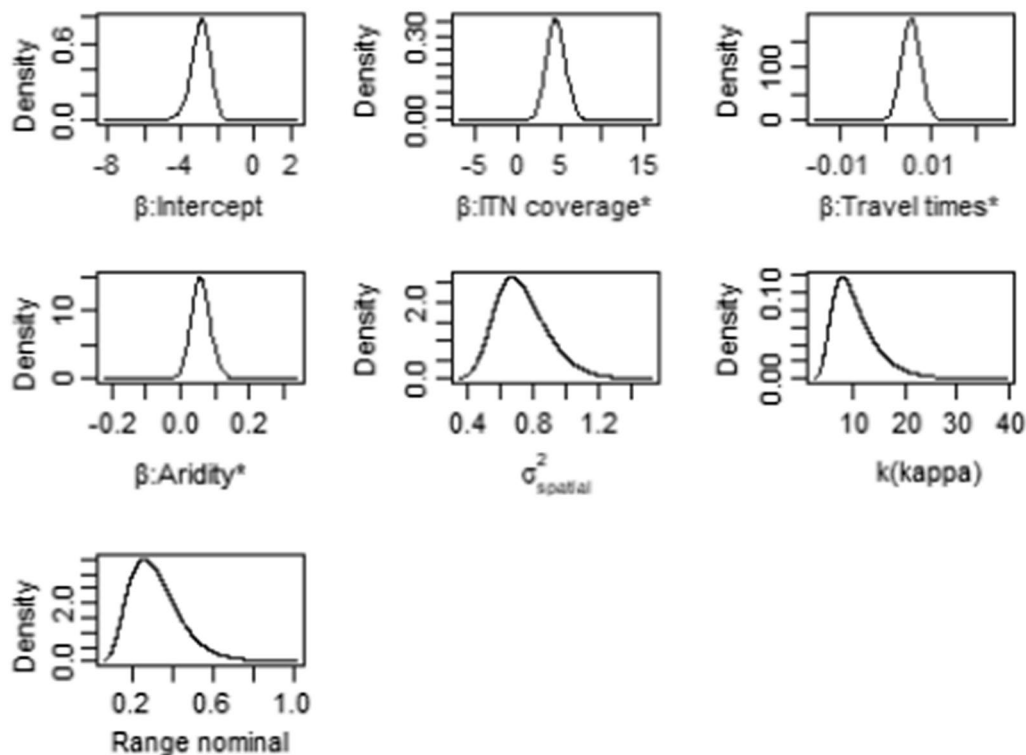 Density
0.0 0.6
-8 -4 0 2
β:Intercept
Density
0.00 0.30
-5 0 5 15
β:ITN coverage*
Density
0 100
-0.01 0.01
β:Travel times*
Density
0 10
-0.2 0.0 0.2
β:Aridity*
Density
0.0 2.0
0.4 0.8 1.2
σ²spatial
Density
0.00 0.10
10 20 30 40
k(kappa)
Density
0.0 2.0
0.2 0.6 1.0
Range nominal